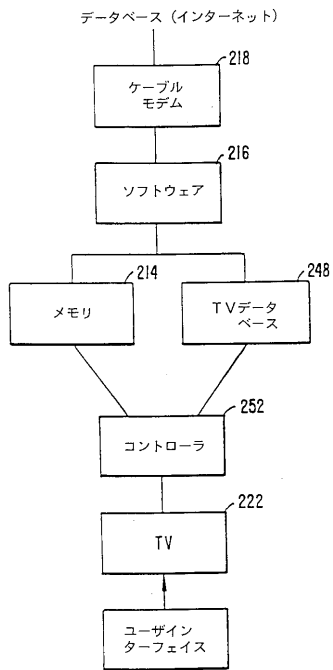 データベース（インターネット）
218
ケーブル
モデム
216
ソフトウェア
214
メモリ
248
TVデータ
ベース
252
コントローラ
222
TV
ユーザイン
ターフェイス